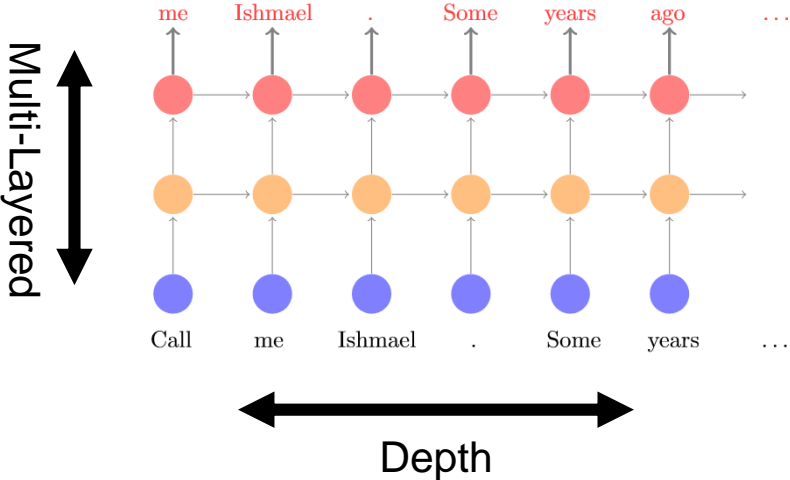 me Ishmael . Some years ago ...
Multi-Layered
Call me Ishmael . Some years ...
Depth